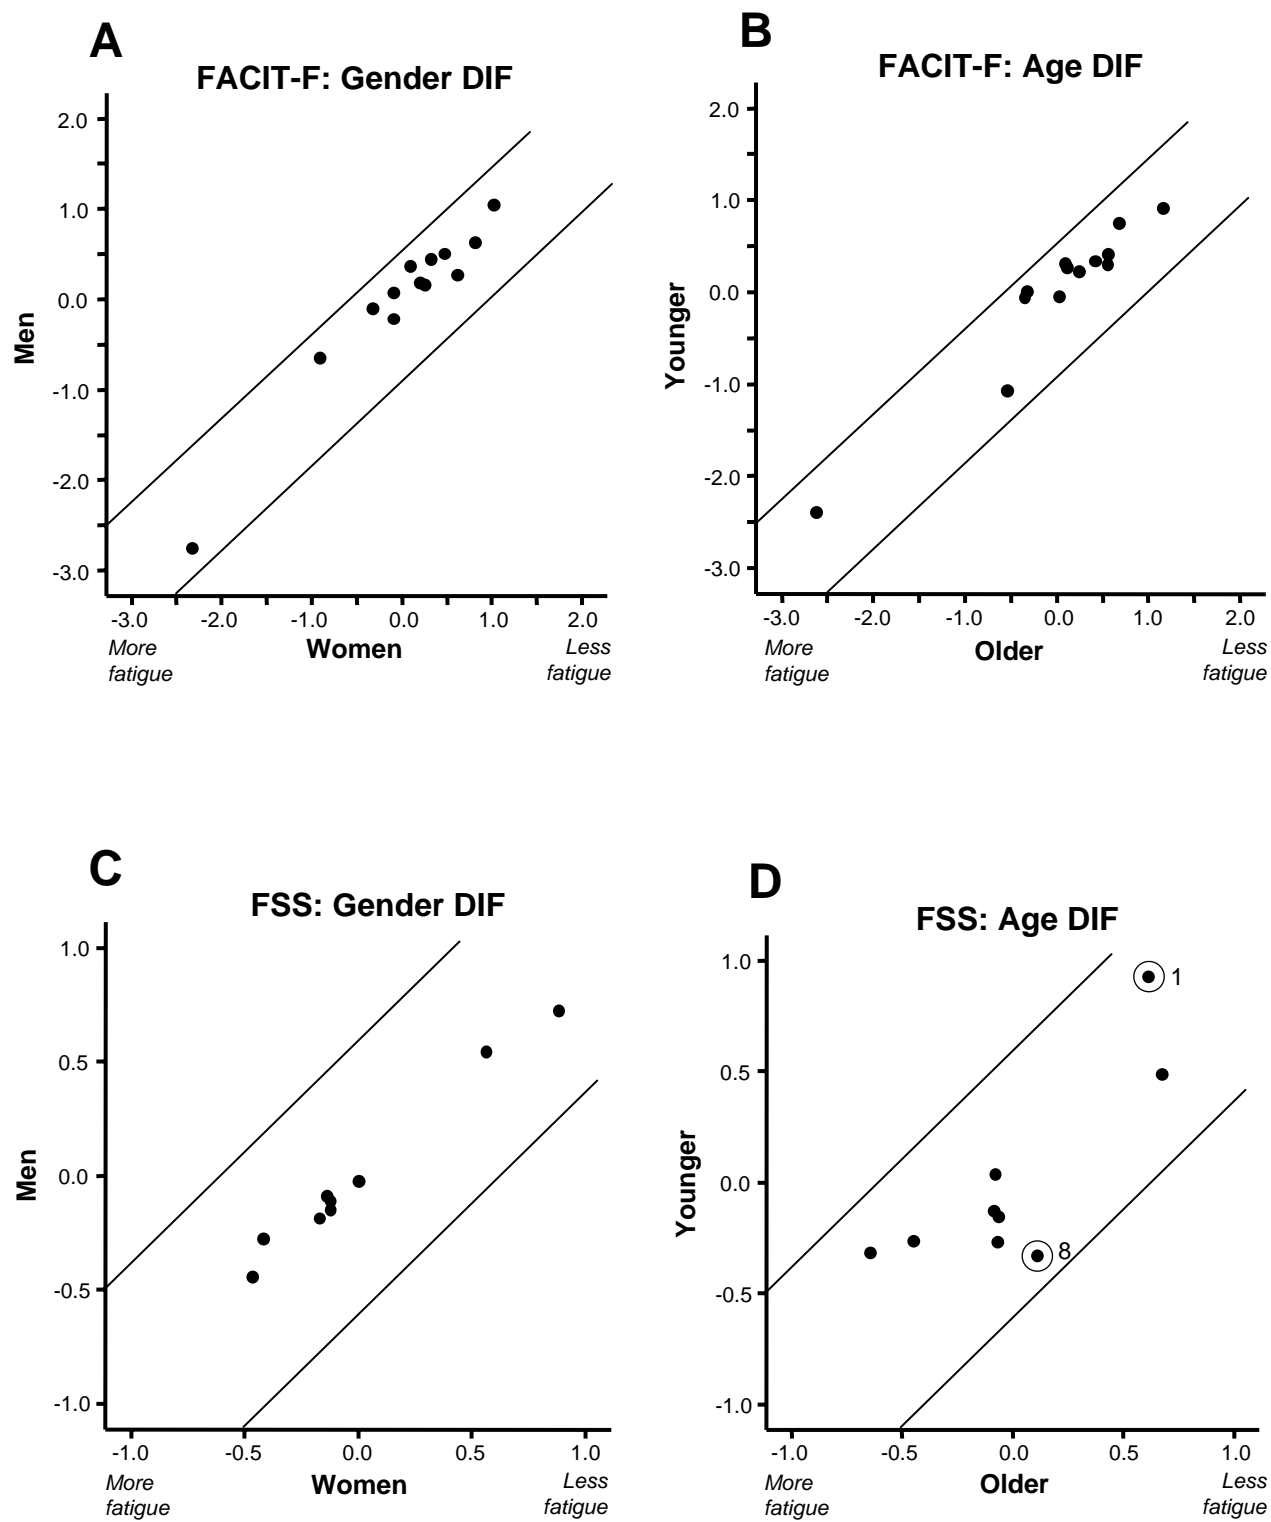 A
FACIT-F: Gender DIF
2.0
1.0
0.0
-1.0
-2.0
-3.0
Men
-3.0 -2.0 -1.0 0.0 1.0 2.0
More
fatigue
Women
Less
fatigue
B
FACIT-F: Age DIF
2.0
1.0
0.0
-1.0
-2.0
-3.0
Younger
-3.0 -2.0 -1.0 0.0 1.0 2.0
More
fatigue
Older
Less
fatigue
C
FSS: Gender DIF
1.0
0.5
0.0
-0.5
-1.0
Men
-1.0 -0.5 0.0 0.5 1.0
More
fatigue
Women
Less
fatigue
D
FSS: Age DIF
1.0
0.5
0.0
-0.5
-1.0
Younger
1
8
-1.0 -0.5 0.0 0.5 1.0
More
fatigue
Older
Less
fatigue